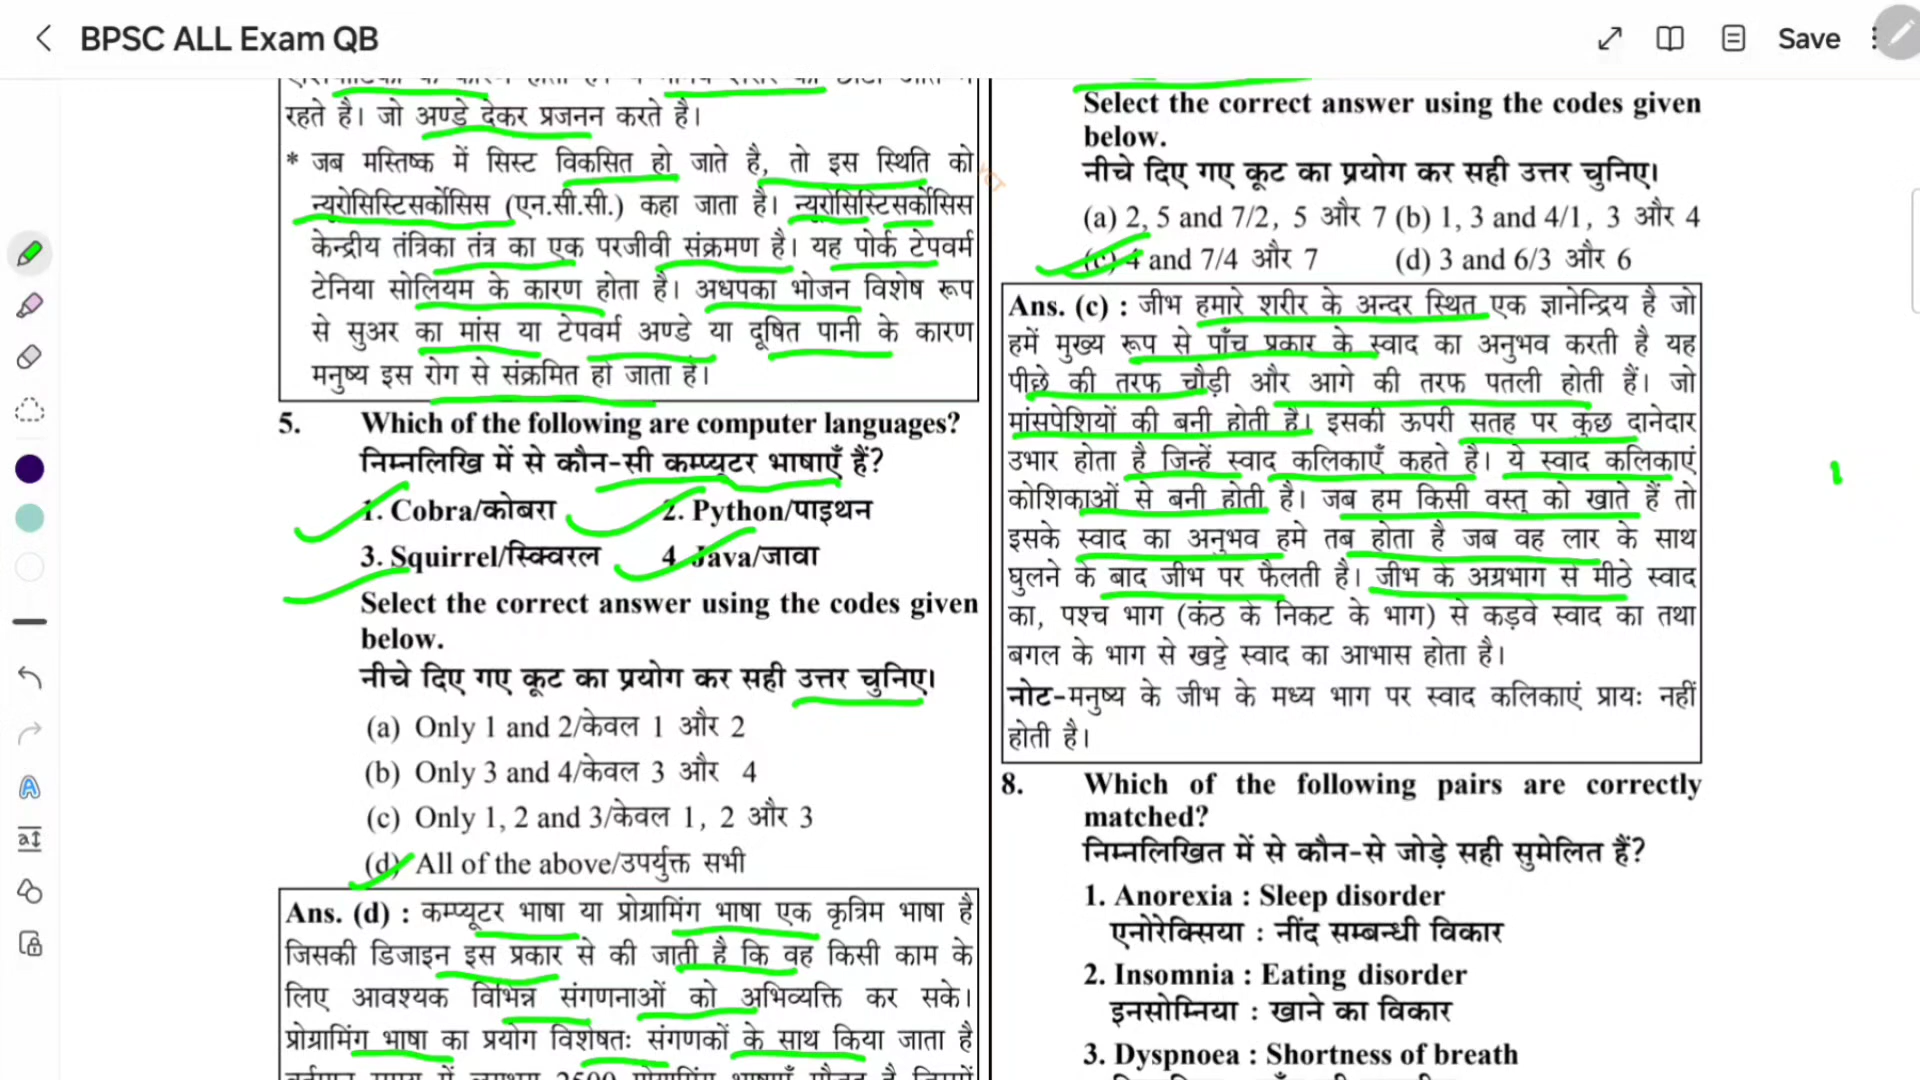 BPSC ALL Exam QB
Save
रहते है। जो अण्डे देकर प्रजनन करते है।
* जब मस्तिष्क में सिस्ट विकसित हो जाते है, तो इस स्थिति को
न्यूरोसिस्टिसर्कोसिस (एन.सी.सी.) कहा जाता है। न्यूरोसिस्टिसर्कोसिस
केन्द्रीय तंत्रिका तंत्र का एक परजीवी संक्रमण है। यह पोर्क टेपवर्म
टेनिया सोलियम के कारण होता है। अधपका भोजन विशेष रूप
से सुअर का मांस या टेपवर्म अण्डे या दूषित पानी के कारण
मनुष्य इस रोग से संक्रमित हो जाता है।
5. Which of the following are computer languages?
निम्नलिखि में से कौन-सी कम्प्यूटर भाषाएँ हैं?
1. Cobra/कोबरा 2. Python/पाइथन
3. Squirrel/स्क्विरल 4. Java/जावा
Select the correct answer using the codes given
below.
नीचे दिए गए कूट का प्रयोग कर सही उत्तर चुनिए।
(a) Only 1 and 2/केवल 1 और 2
(b) Only 3 and 4/केवल 3 और 4
(c) Only 1, 2 and 3/केवल 1, 2 और 3
(d) All of the above/उपर्युक्त सभी
Ans. (d) : कम्प्यूटर भाषा या प्रोग्रामिंग भाषा एक कृत्रिम भाषा है
जिसकी डिजाइन इस प्रकार से की जाती है कि वह किसी काम के
लिए आवश्यक विभिन्न संगणनाओं को अभिव्यक्ति कर सके।
प्रोग्रामिंग भाषा का प्रयोग विशेषतः संगणकों के साथ किया जाता है
Select the correct answer using the codes given
below.
नीचे दिए गए कूट का प्रयोग कर सही उत्तर चुनिए।
(a) 2, 5 and 7/2, 5 और 7 (b) 1, 3 and 4/1, 3 और 4
(c) 4 and 7/4 और 7 (d) 3 and 6/3 और 6
Ans. (c) : जीभ हमारे शरीर के अन्दर स्थित एक ज्ञानेन्द्रिय है जो
हमें मुख्य रूप से पाँच प्रकार के स्वाद का अनुभव करती है यह
पीछे की तरफ चौड़ी और आगे की तरफ पतली होती हैं। जो
मांसपेशियों की बनी होती है। इसकी ऊपरी सतह पर कुछ दानेदार
उभार होता है जिन्हें स्वाद कलिकाएँ कहते है। ये स्वाद कलिकाएं
कोशिकाओं से बनी होती है। जब हम किसी वस्तु को खाते हैं तो
इसके स्वाद का अनुभव हमे तब होता है जब वह लार के साथ
घुलने के बाद जीभ पर फैलती है। जीभ के अग्रभाग से मीठे स्वाद
का, पश्च भाग (कंठ के निकट के भाग) से कड़वे स्वाद का तथा
बगल के भाग से खट्टे स्वाद का आभास होता है।
नोट-मनुष्य के जीभ के मध्य भाग पर स्वाद कलिकाएं प्रायः नहीं
होती है।
8. Which of the following pairs are correctly
matched?
निम्नलिखित में से कौन-से जोड़े सही सुमेलित हैं?
1. Anorexia : Sleep disorder
एनोरेक्सिया : नींद सम्बन्धी विकार
2. Insomnia : Eating disorder
इनसोम्निया : खाने का विकार
3. Dyspnoea : Shortness of breath